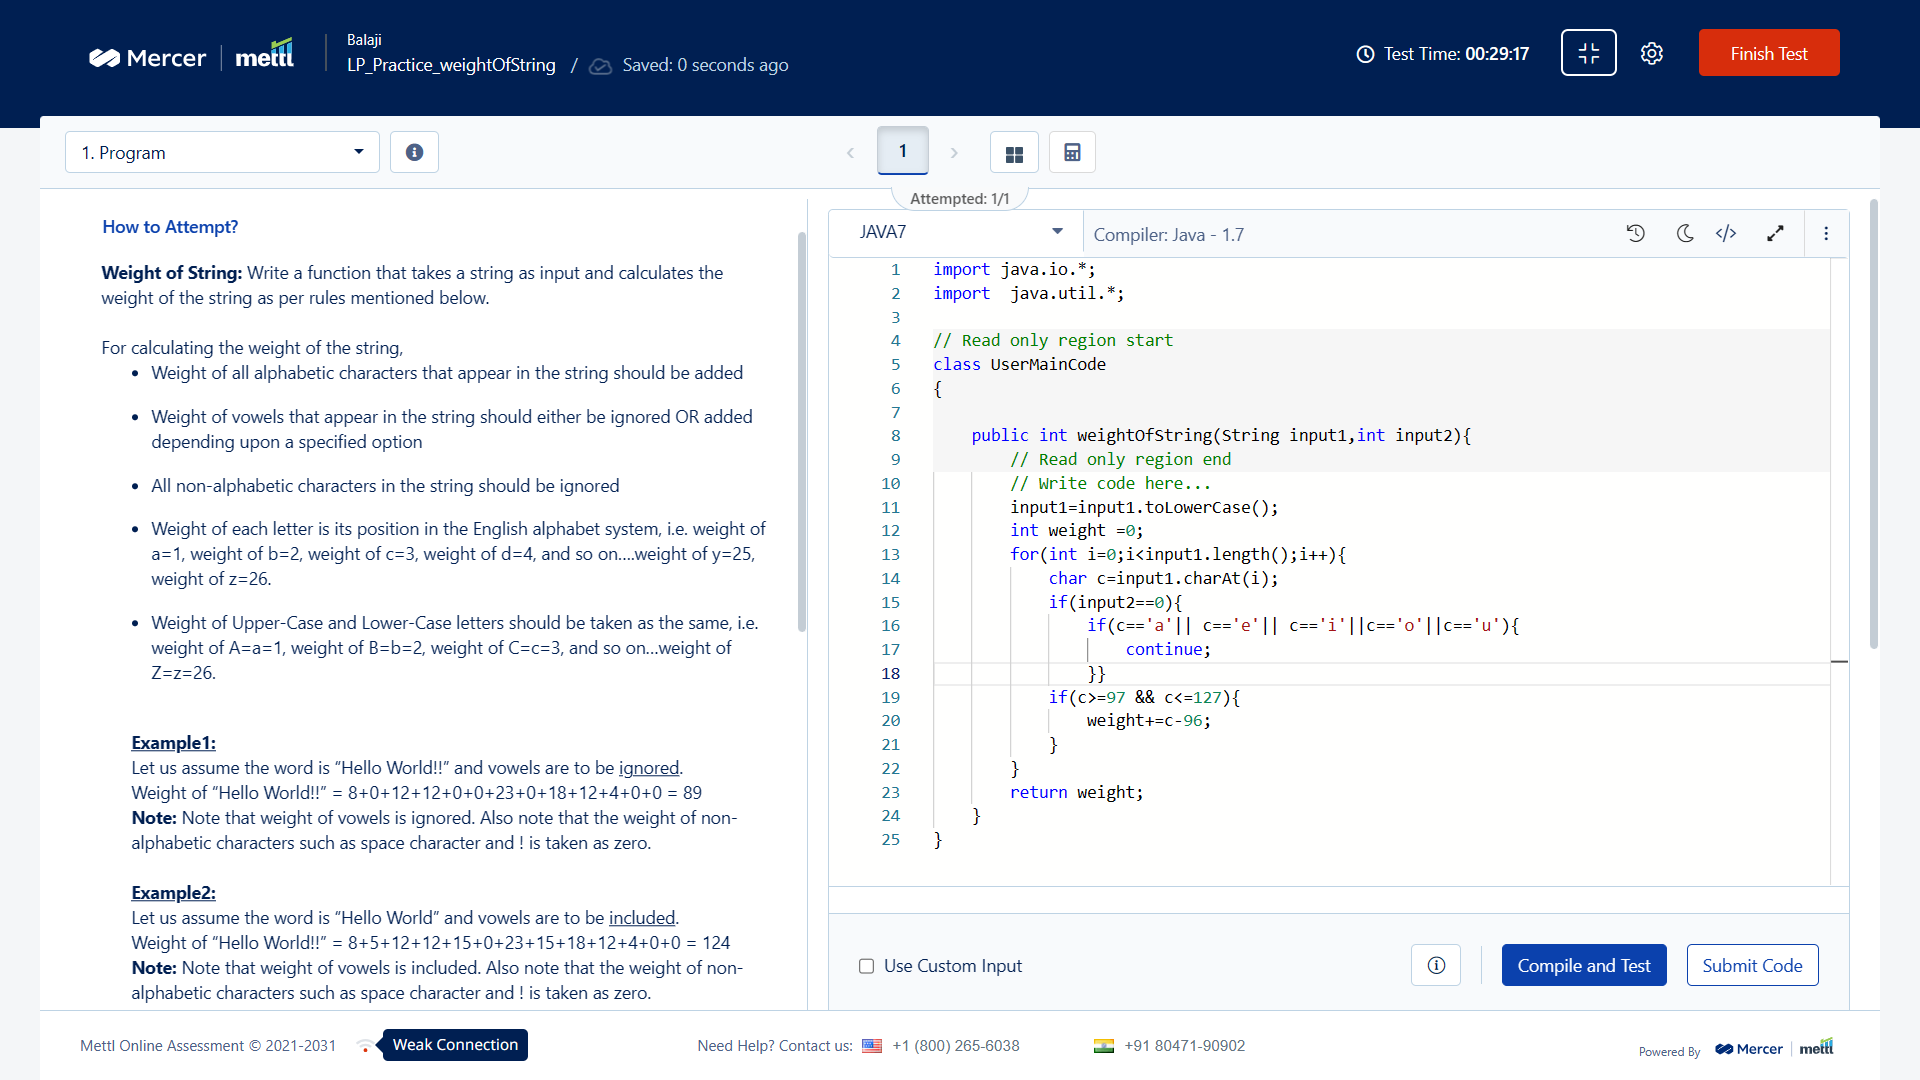 Mercer
mettl
Balaji
LP_Practice_weightOfString / Saved: 0 seconds ago
Test Time: 00:29:17
Finish Test
1. Program
1
Attempted: 1/1
How to Attempt?
Weight of String: Write a function that takes a string as input and calculates the
weight of the string as per rules mentioned below.
For calculating the weight of the string,
• Weight of all alphabetic characters that appear in the string should be added
• Weight of vowels that appear in the string should either be ignored OR added
depending upon a specified option
• All non-alphabetic characters in the string should be ignored
• Weight of each letter is its position in the English alphabet system, i.e. weight of
a=1, weight of b=2, weight of c=3, weight of d=4, and so on....weight of y=25,
weight of z=26.
• Weight of Upper-Case and Lower-Case letters should be taken as the same, i.e.
weight of A=a=1, weight of B=b=2, weight of C=c=3, and so on...weight of
Z=z=26.
Example1:
Let us assume the word is “Hello World!!” and vowels are to be ignored.
Weight of “Hello World!!” = 8+0+12+12+0+0+23+0+18+12+4+0+0 = 89
Note: Note that weight of vowels is ignored. Also note that the weight of non-
alphabetic characters such as space character and ! is taken as zero.
Example2:
Let us assume the word is “Hello World” and vowels are to be included.
Weight of “Hello World!!” = 8+5+12+12+15+0+23+15+18+12+4+0+0 = 124
Note: Note that weight of vowels is included. Also note that the weight of non-
alphabetic characters such as space character and ! is taken as zero.
JAVA7
Compiler: Java - 1.7
</>
1 import java.io.*;
2 import  java.util.*;
3
4 // Read only region start
5 class UserMainCode
6 {
7
8     public int weightOfString(String input1,int input2){
9         // Read only region end
10         // Write code here...
11         input1=input1.toLowerCase();
12         int weight =0;
13         for(int i=0;i<input1.length();i++){
14             char c=input1.charAt(i);
15             if(input2==0){
16                 if(c=='a'|| c=='e'|| c=='i'||c=='o'||c=='u'){
17                     continue;
18                 }}
19             if(c>=97 && c<=127){
20                 weight+=c-96;
21             }
22         }
23         return weight;
24     }
25 }
Use Custom Input
Compile and Test
Submit Code
Mettl Online Assessment © 2021-2031
Weak Connection
Need Help? Contact us: +1 (800) 265-6038
+91 80471-90902
Powered By
Mercer
mettl